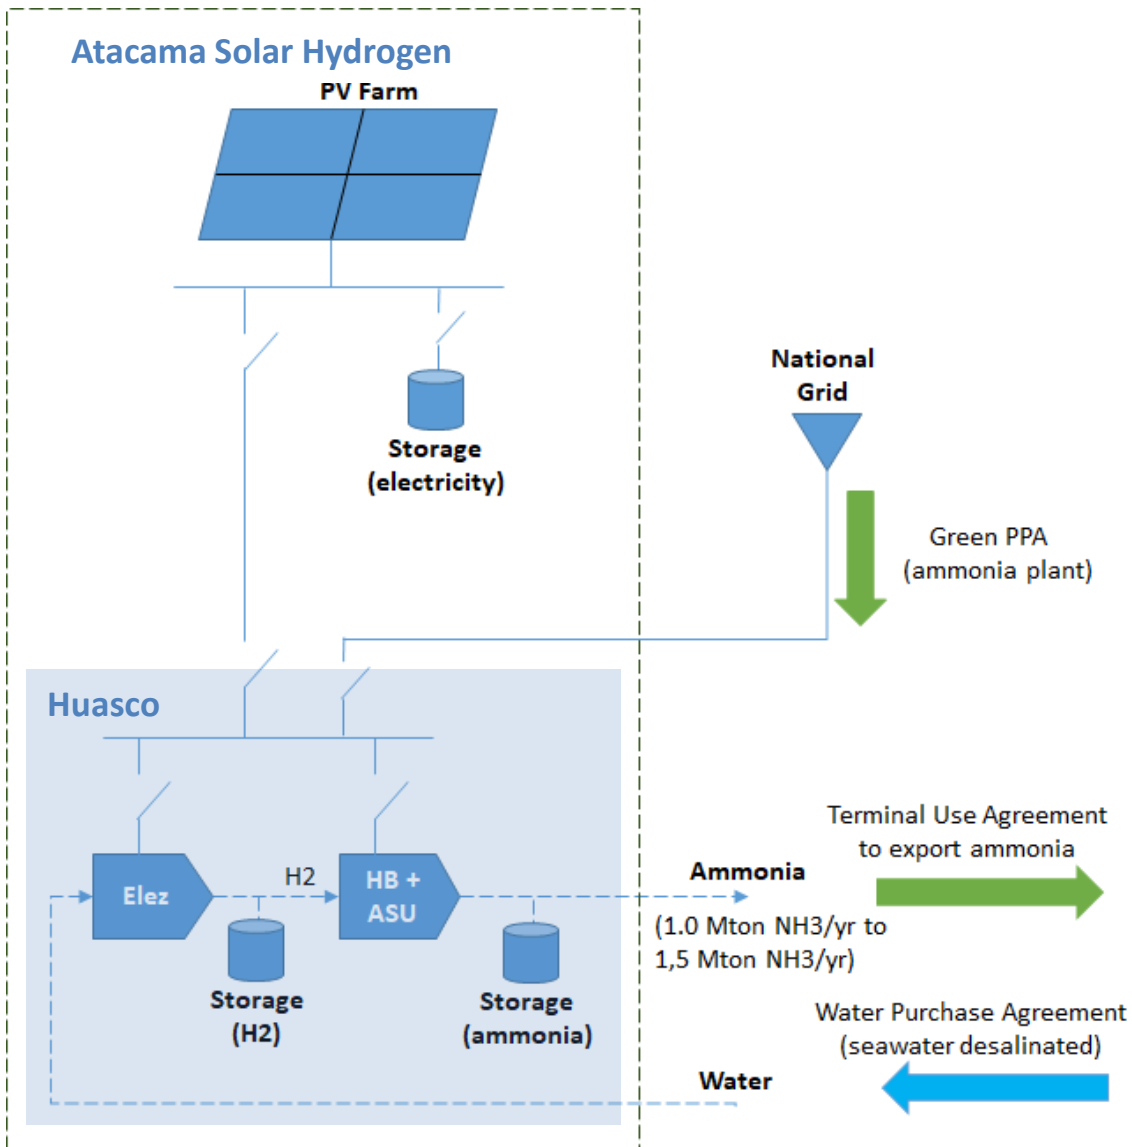 Atacama Solar Hydrogen
PV Farm
Storage
(electricity)
National
Grid
Green PPA
(ammonia plant)
Huasco
Elez
H2
HB +
ASU
Storage
(H2)
Storage
(ammonia)
Ammonia
(1.0 Mton NH3/yr to
1,5 Mton NH3/yr)
Terminal Use Agreement
to export ammonia
Water Purchase Agreement
(seawater desalinated)
Water